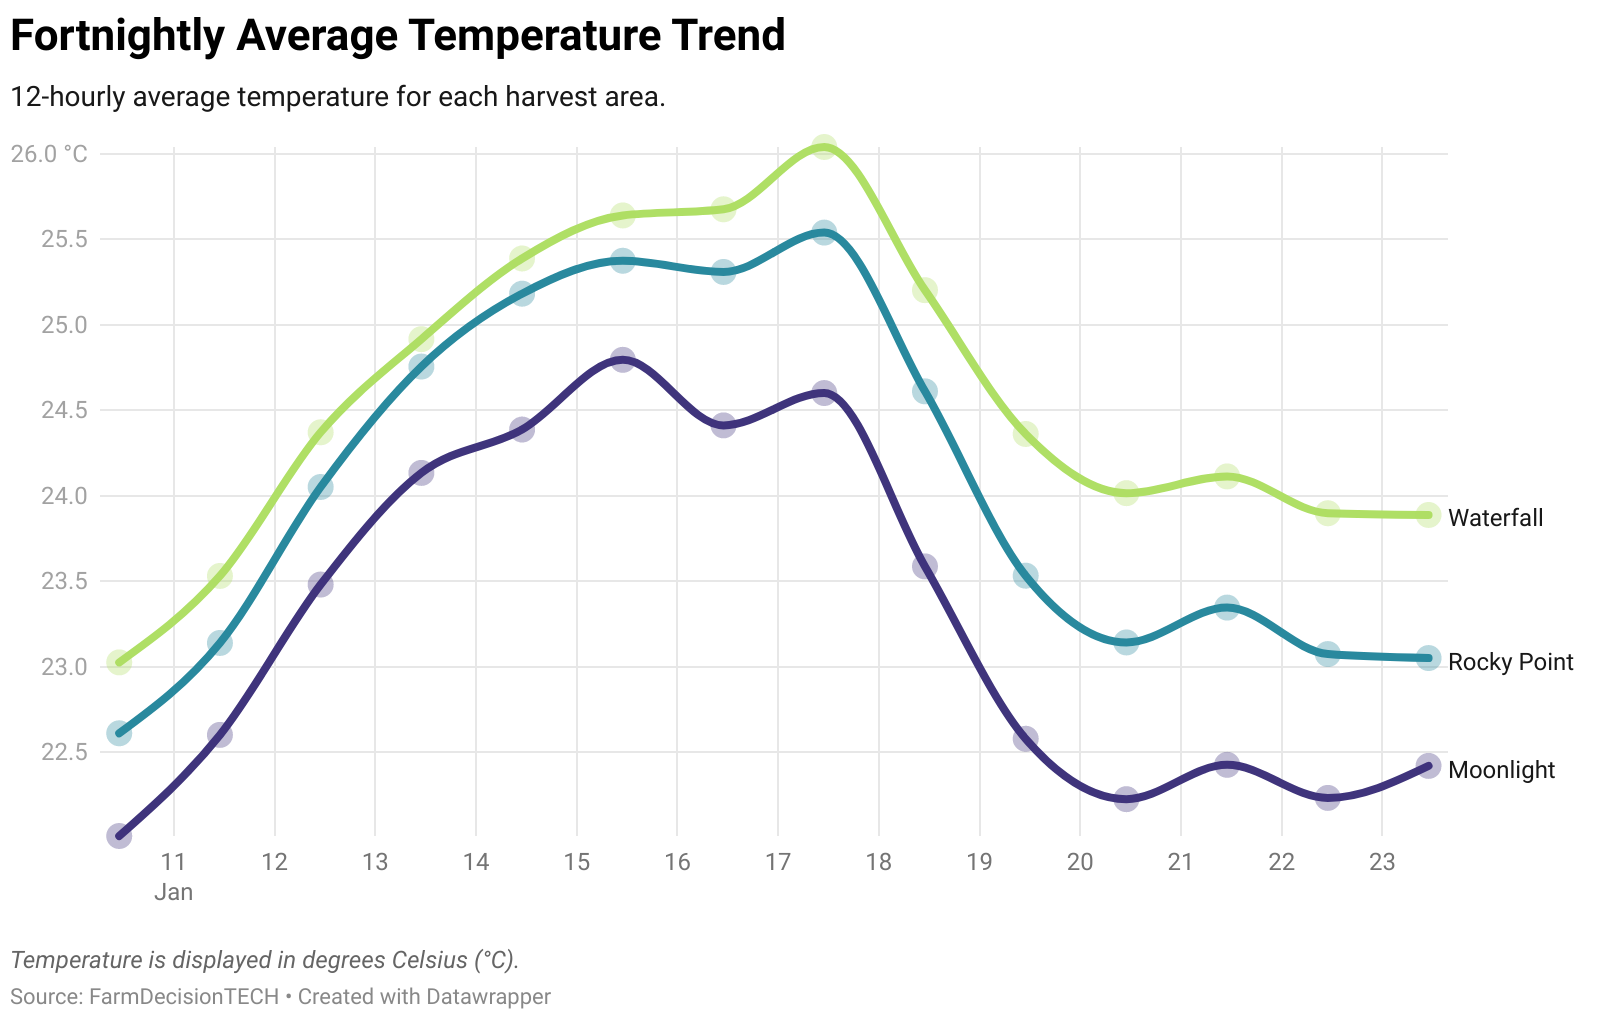 Fortnightly Average Temperature Trend
12-hourly average temperature for each harvest area.
26.0 °C
25.5
25.0
24.5
24.0
23.5
23.0
22.5
Waterfall
Rocky Point
Moonlight
11 12 13 14 15 16 17 18 19 20 21 22 23
Jan
Temperature is displayed in degrees Celsius (°C).
Source: FarmDecisionTECH • Created with Datawrapper